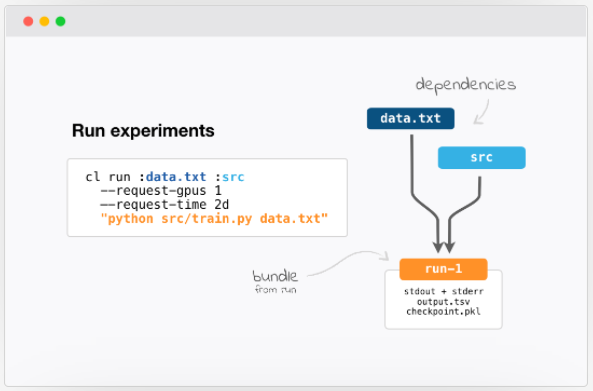 dependencies
data.txt
src
Run experiments
cl run :data.txt :src
--request-gpus 1
--request-time 2d
"python src/train.py data.txt"
bundle
from run
run-1
stdout + stderr
output.tsv
checkpoint.pkl